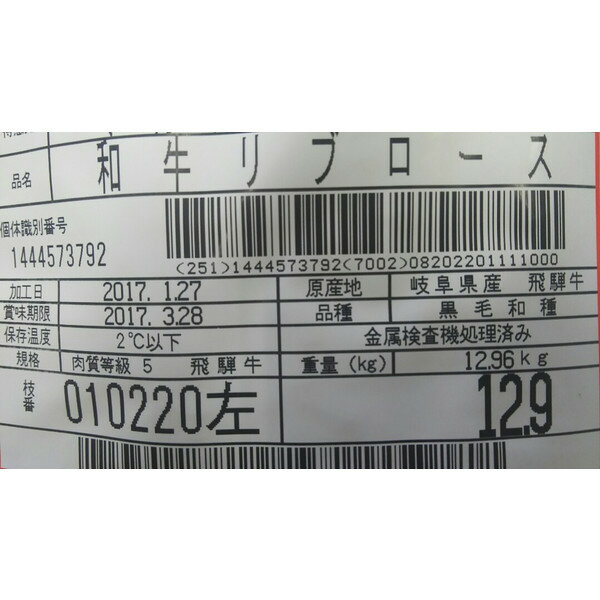 品名 和牛リブロース
個体識別番号
1444573792
(251)1444573792(7002)08202201111000
加工日 2017. 1.27 原産地 岐阜県産 飛騨牛
賞味期限 2017. 3.28 品種 黒毛和種
保存温度 2℃以下 金属検査機処理済み
規格 肉質等級 5 飛騨牛 重量(kg) 12.96kg
枝番 010220左 12.9